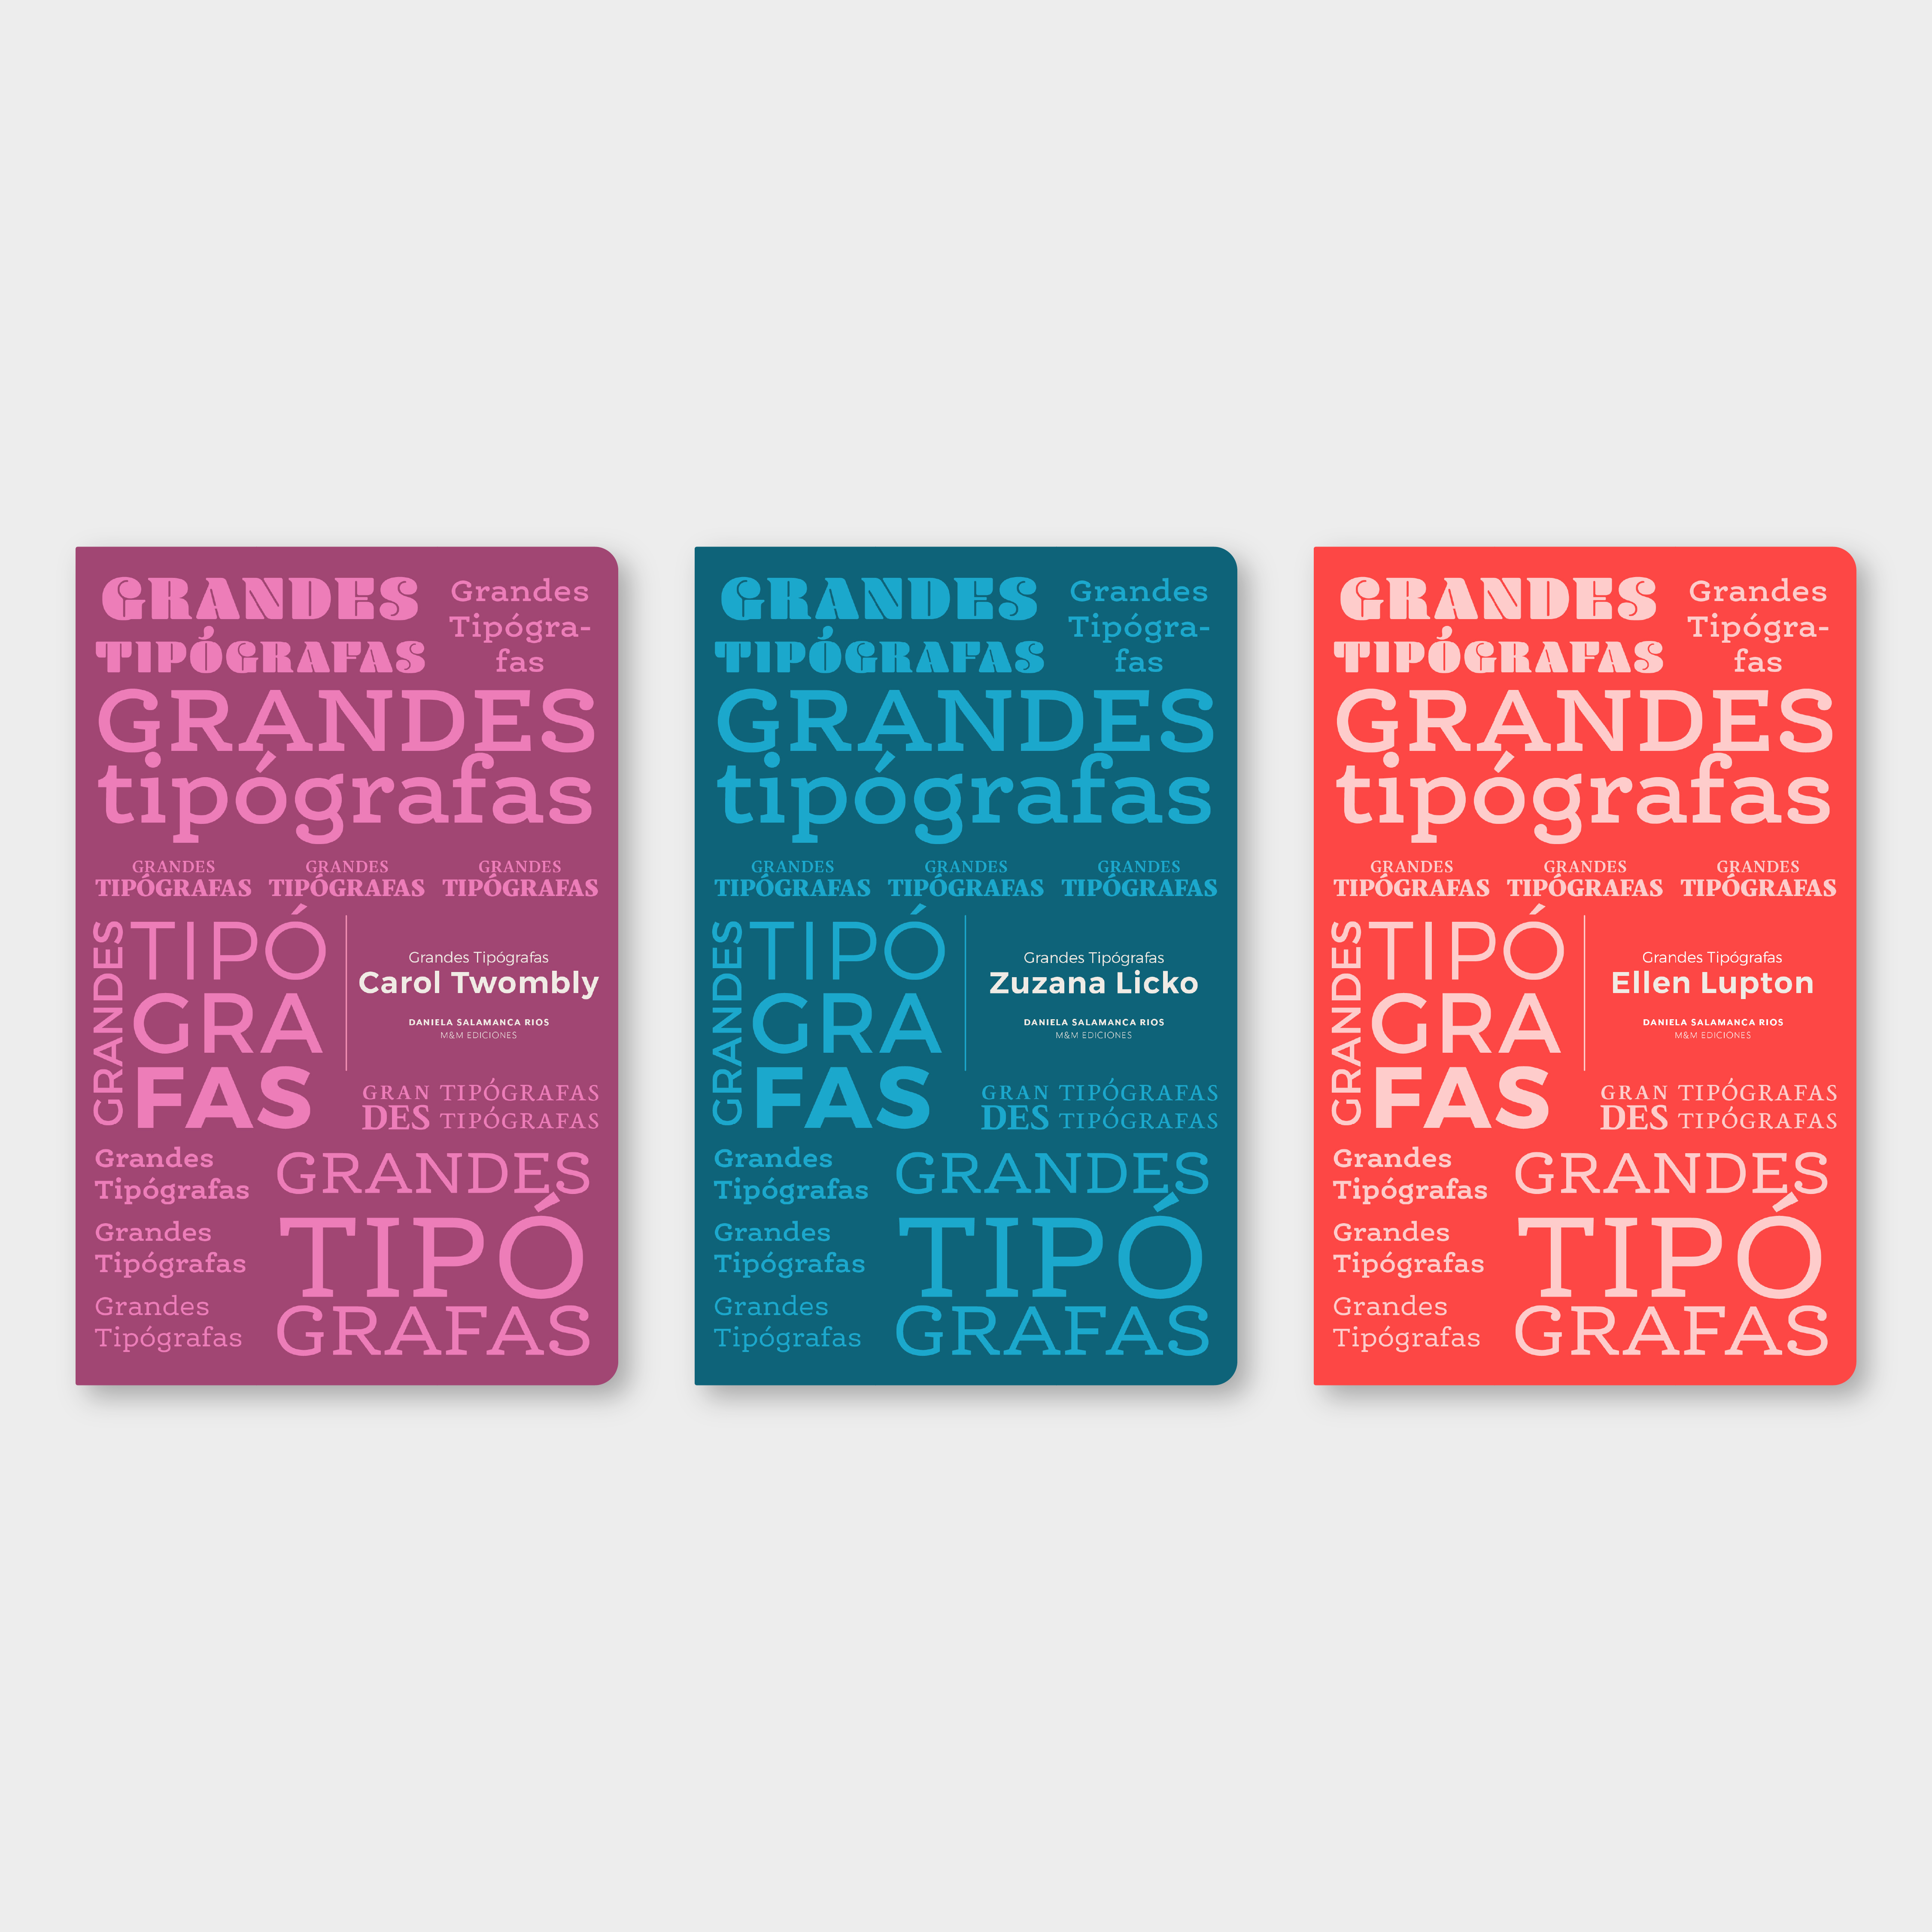 GRANDES
TIPÓGRAFAS
Grandes
Tipógra-
fas
GRANDES
tipógrafas
GRANDES
TIPÓGRAFAS
GRANDES
TIPÓGRAFAS
GRANDES
TIPÓGRAFAS
GRANDES
TIPÓ
GRA
FAS
Grandes Tipógrafas
Carol Twombly
DANIELA SALAMANCA RIOS
M&M EDICIONES
GRAN
DES
TIPÓGRAFAS
TIPÓGRAFAS
Grandes
Tipógrafas
Grandes
Tipógrafas
Grandes
Tipógrafas
GRANDES
TIPÓ
GRAFAS
GRANDES
TIPÓGRAFAS
Grandes
Tipógra-
fas
GRANDES
tipógrafas
GRANDES
TIPÓGRAFAS
GRANDES
TIPÓGRAFAS
GRANDES
TIPÓGRAFAS
GRANDES
TIPÓ
GRA
FAS
Grandes Tipógrafas
Zuzana Licko
DANIELA SALAMANCA RIOS
M&M EDICIONES
GRAN
DES
TIPÓGRAFAS
TIPÓGRAFAS
Grandes
Tipógrafas
Grandes
Tipógrafas
Grandes
Tipógrafas
GRANDES
TIPÓ
GRAFAS
GRANDES
TIPÓGRAFAS
Grandes
Tipógra-
fas
GRANDES
tipógrafas
GRANDES
TIPÓGRAFAS
GRANDES
TIPÓGRAFAS
GRANDES
TIPÓGRAFAS
GRANDES
TIPÓ
GRA
FAS
Grandes Tipógrafas
Ellen Lupton
DANIELA SALAMANCA RIOS
M&M EDICIONES
GRAN
DES
TIPÓGRAFAS
TIPÓGRAFAS
Grandes
Tipógrafas
Grandes
Tipógrafas
Grandes
Tipógrafas
GRANDES
TIPÓ
GRAFAS